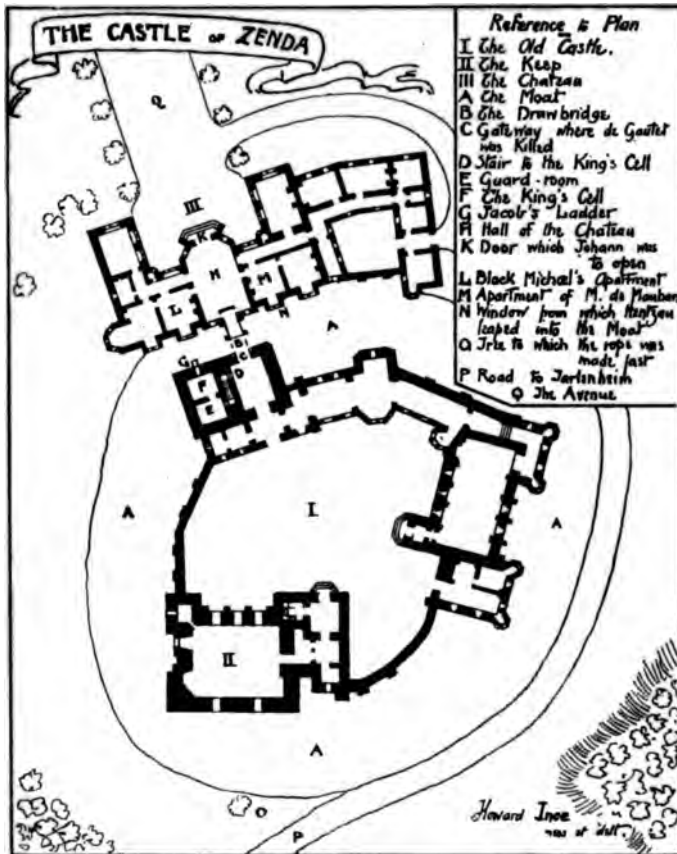 THE CASTLE OF ZENDA
Reference to Plan
I The Old Castle.
II The Keep
III The Chateau
A The Moat
B The Drawbridge
C Gateway where de Gautet
was Killed
D Stair to the King's Cell
E Guard-room
F The King's Cell
G Jacob's Ladder
H Hall of the Chateau
K Door which Johann was
to open
L Black Michael's Apartment
M Apartment of M. de Mauban
N Window from which Hentzau
leaped into the Moat
O Tree to which the rope was
made fast
P Road to Tarlenheim
Q The Avenue
Q
III
K
H
M
L
N
A
B
C
G
D
F
E
A
I
A
II
A
O
P
Howard Ince